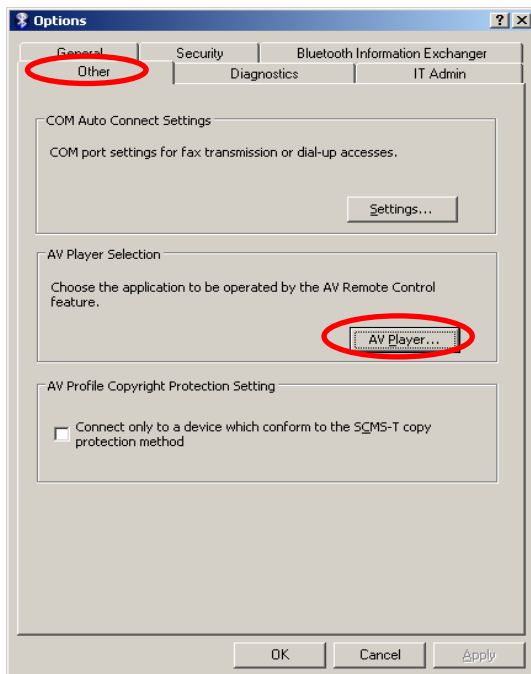 Options
General Security Bluetooth Information Exchanger
Other Diagnostics IT Admin
COM Auto Connect Settings
COM port settings for fax transmission or dial-up accesses.
Settings...
AV Player Selection
Choose the application to be operated by the AV Remote Control
feature.
AV Player...
AV Profile Copyright Protection Setting
Connect only to a device which conform to the SCMS-T copy
protection method
OK Cancel Apply